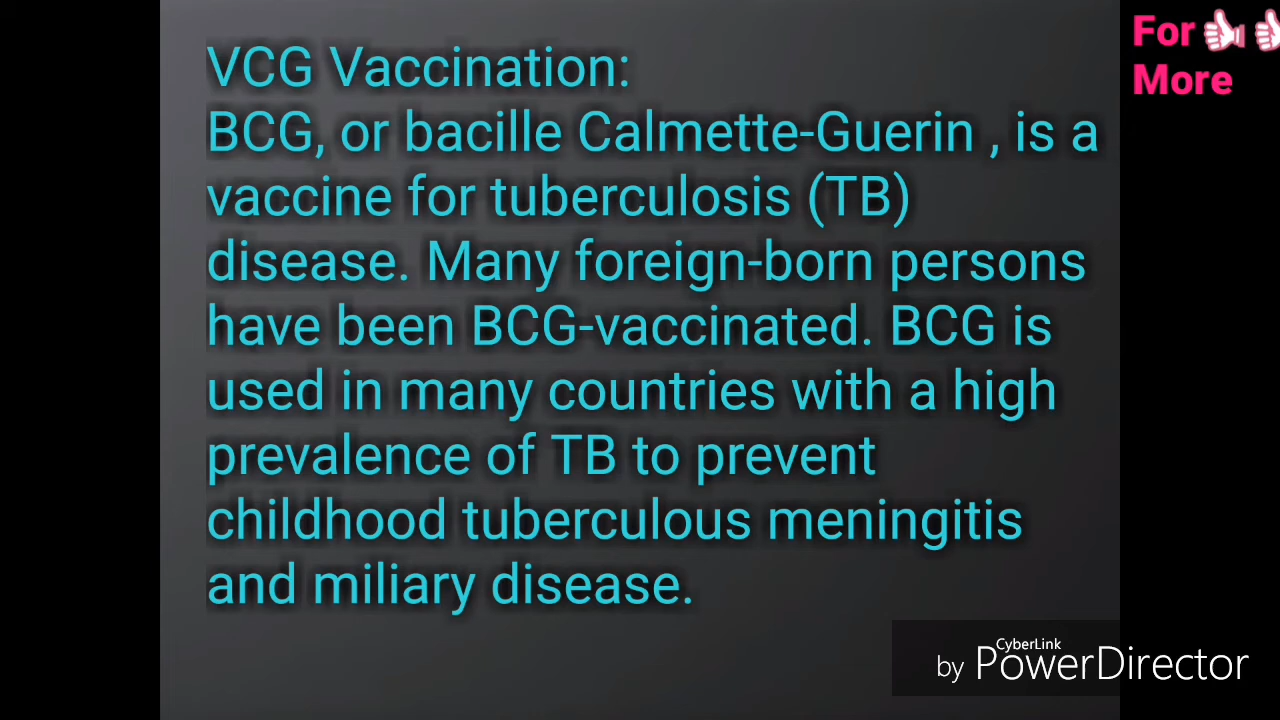 VCG Vaccination:
BCG, or bacille Calmette-Guerin , is a
vaccine for tuberculosis (TB)
disease. Many foreign-born persons
have been BCG-vaccinated. BCG is
used in many countries with a high
prevalence of TB to prevent
childhood tuberculous meningitis
and miliary disease.
For👍👍
More
CyberLink
by PowerDirector